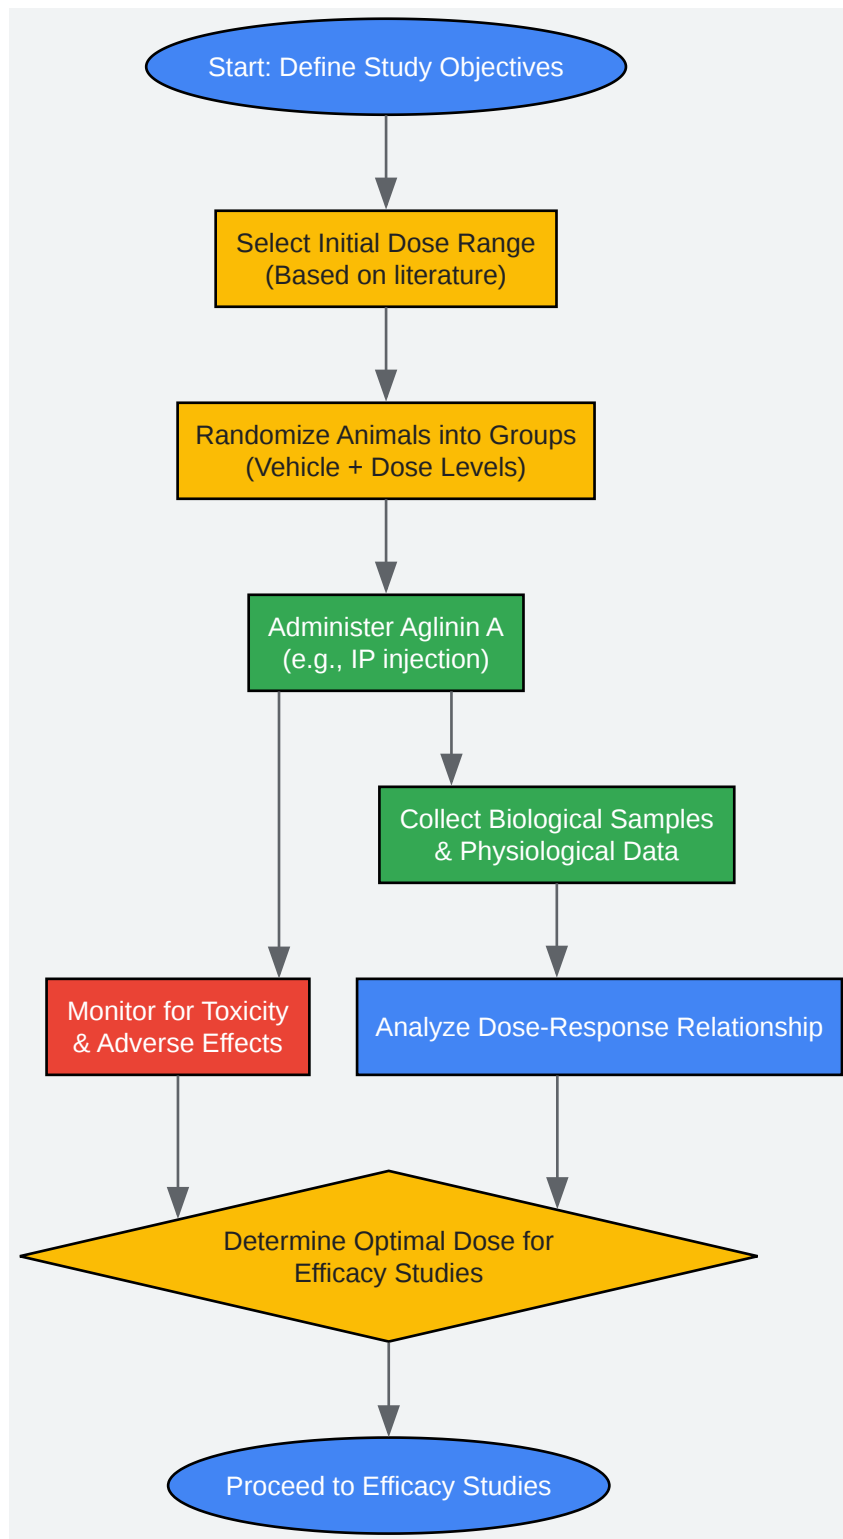 Start: Define Study Objectives
Select Initial Dose Range
(Based on literature)
Randomize Animals into Groups
(Vehicle + Dose Levels)
Administer Aglinin A
(e.g., IP injection)
Collect Biological Samples
& Physiological Data
Monitor for Toxicity
& Adverse Effects
Analyze Dose-Response Relationship
Determine Optimal Dose for
Efficacy Studies
Proceed to Efficacy Studies